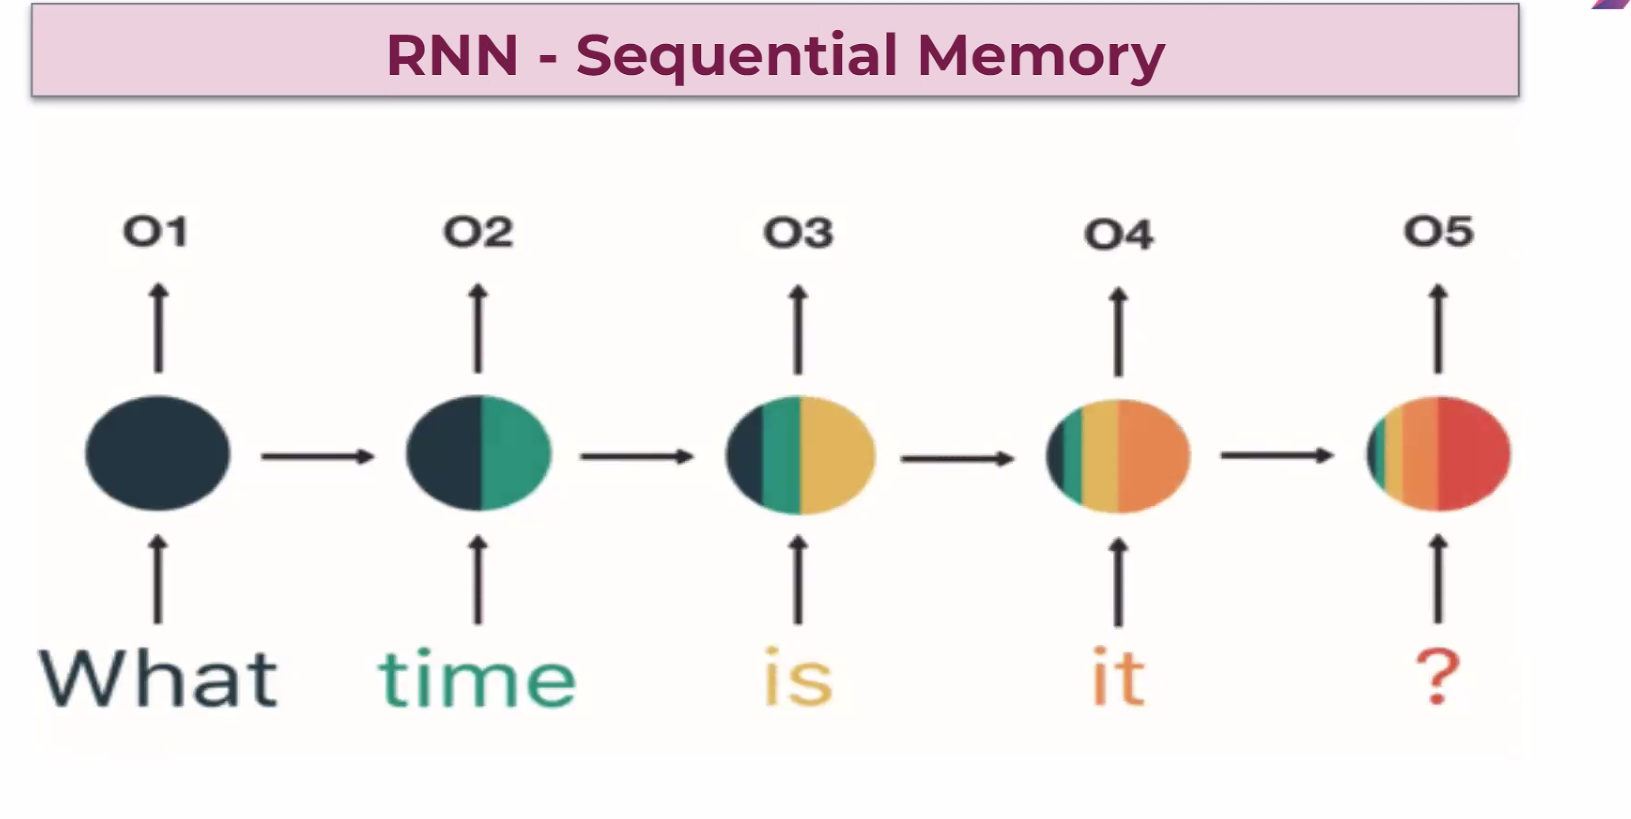 RNN - Sequential Memory
O1 O2 O3 O4 O5
What time is it ?